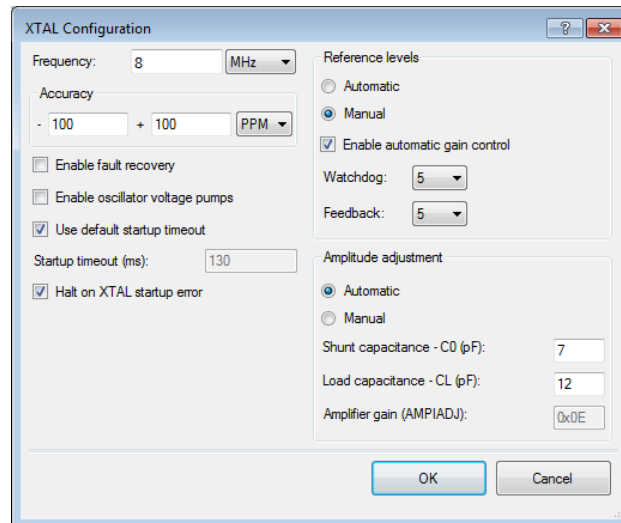 XTAL Configuration
Frequency: 8 MHz
Accuracy
- 100 + 100 PPM
Enable fault recovery
Enable oscillator voltage pumps
Use default startup timeout
Startup timeout (ms): 130
Halt on XTAL startup error
Reference levels
Automatic
Manual
Enable automatic gain control
Watchdog: 5
Feedback: 5
Amplitude adjustment
Automatic
Manual
Shunt capacitance - C0 (pF): 7
Load capacitance - CL (pF): 12
Amplifier gain (AMPIADJ): 0x0E
OK Cancel